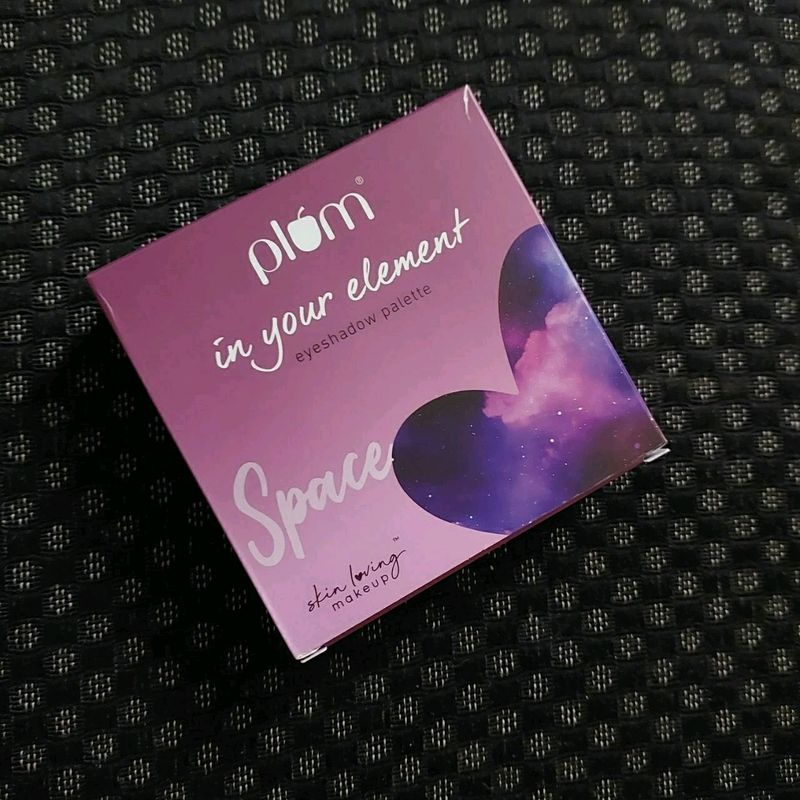 plum®
in your element
eyeshadow palette
Space
skin loving™
makeup